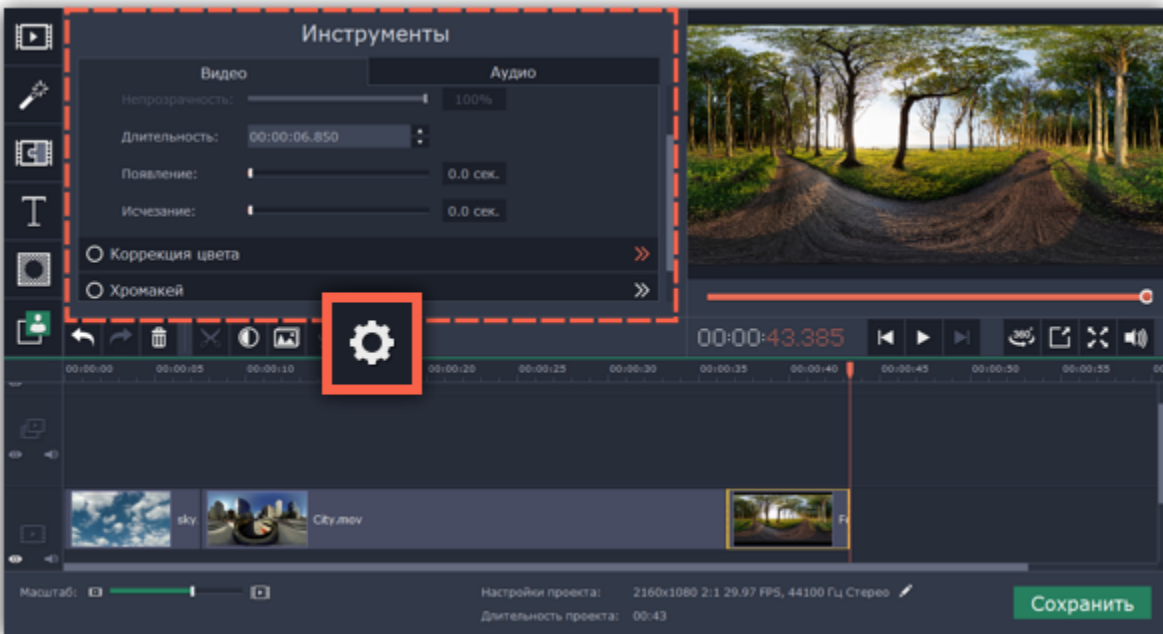 Инструменты
Видео
Аудио
Непрозрачность:
100%
Длительность:
00:00:06.850
Появление:
0.0 сек.
Исчезание:
0.0 сек.
Коррекция цвета
Хромакей
T
00:00:43.385
360°
00:00:00
00:00:05
00:00:10
00:00:20
00:00:25
00:00:30
00:00:35
00:00:40
00:00:45
00:00:50
00:00:55
sky.
City.mov
Масштаб:
Настройки проекта:
2160x1080 2:1 29.97 FPS, 44100 Гц Стерео
Длительность проекта:
00:43
Сохранить